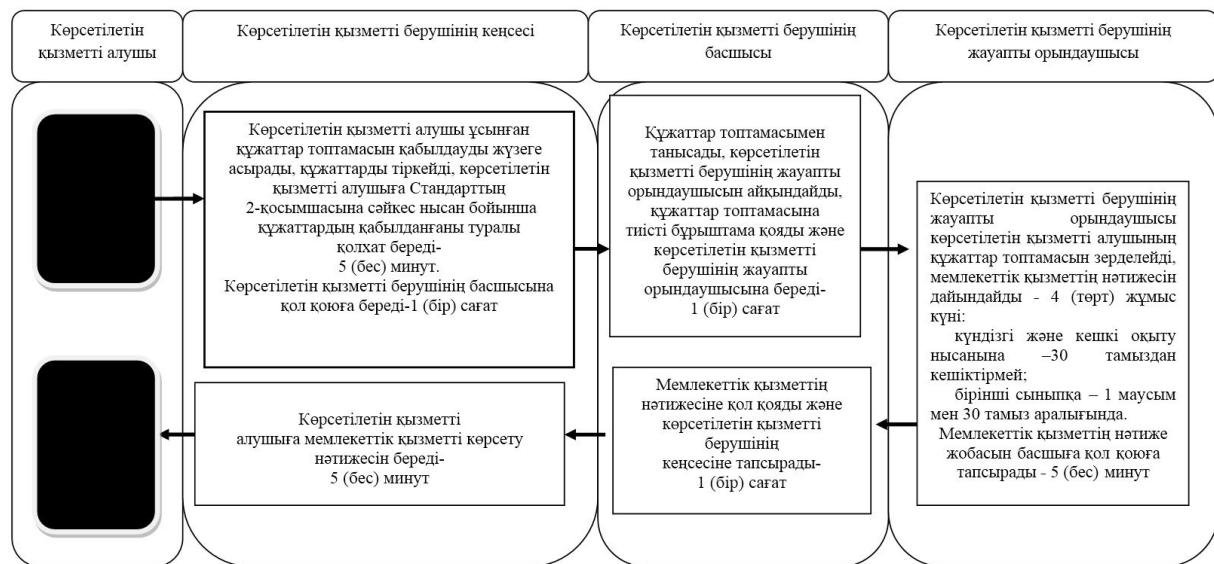 Көрсетілетін
қызметті алушы
Көрсетілетін қызметті берушінің кеңсесі
Көрсетілетін қызметті берушінің
басшысы
Көрсетілетін қызметті берушінің
жауапты орындаушысы
Көрсетілетін қызметті алушы ұсынған
құжаттар топтамасын қабылдауды жүзеге
асырады, құжаттарды тіркейді, көрсетілетін
қызметті алушыға Стандарттың
2-қосымшасына сәйкес нысан бойынша
құжаттардың қабылданғаны туралы
қолхат береді-
5 (бес) минут.
Көрсетілетін қызметті берушінің басшысына
қол қоюға береді-1 (бір) сағат
Құжаттар топтамасымен
танысады, көрсетілетін
қызметті берушінің жауапты
орындаушысын айқындайды,
құжаттар топтамасына
тиісті бұрыштама қояды және
көрсетілетін қызметті
берушінің жауапты
орындаушысына береді-
1 (бір) сағат
Көрсетілетін қызметті берушінің
жауапты орындаушысы
көрсетілетін қызметті алушының
құжаттар топтамасын зерделейді,
мемлекеттік қызметтің нәтижесін
дайындайды - 4 (төрт) жұмыс
күні:
күндізгі және кешкі оқыту
нысанына –30 тамыздан
кешіктірмей;
бірінші сыныпқа – 1 маусым
мен 30 тамыз аралығында.
Мемлекеттік қызметтің нәтиже
жобасын басшыға қол қоюға
тапсырады - 5 (бес) минут
Мемлекеттік қызметтің
нәтижесіне қол қояды және
көрсетілетін қызметті
берушінің
кеңсесіне тапсырады-
1 (бір) сағат
Көрсетілетін қызметті
алушыға мемлекеттік қызметті көрсету
нәтижесін береді-
5 (бес) минут